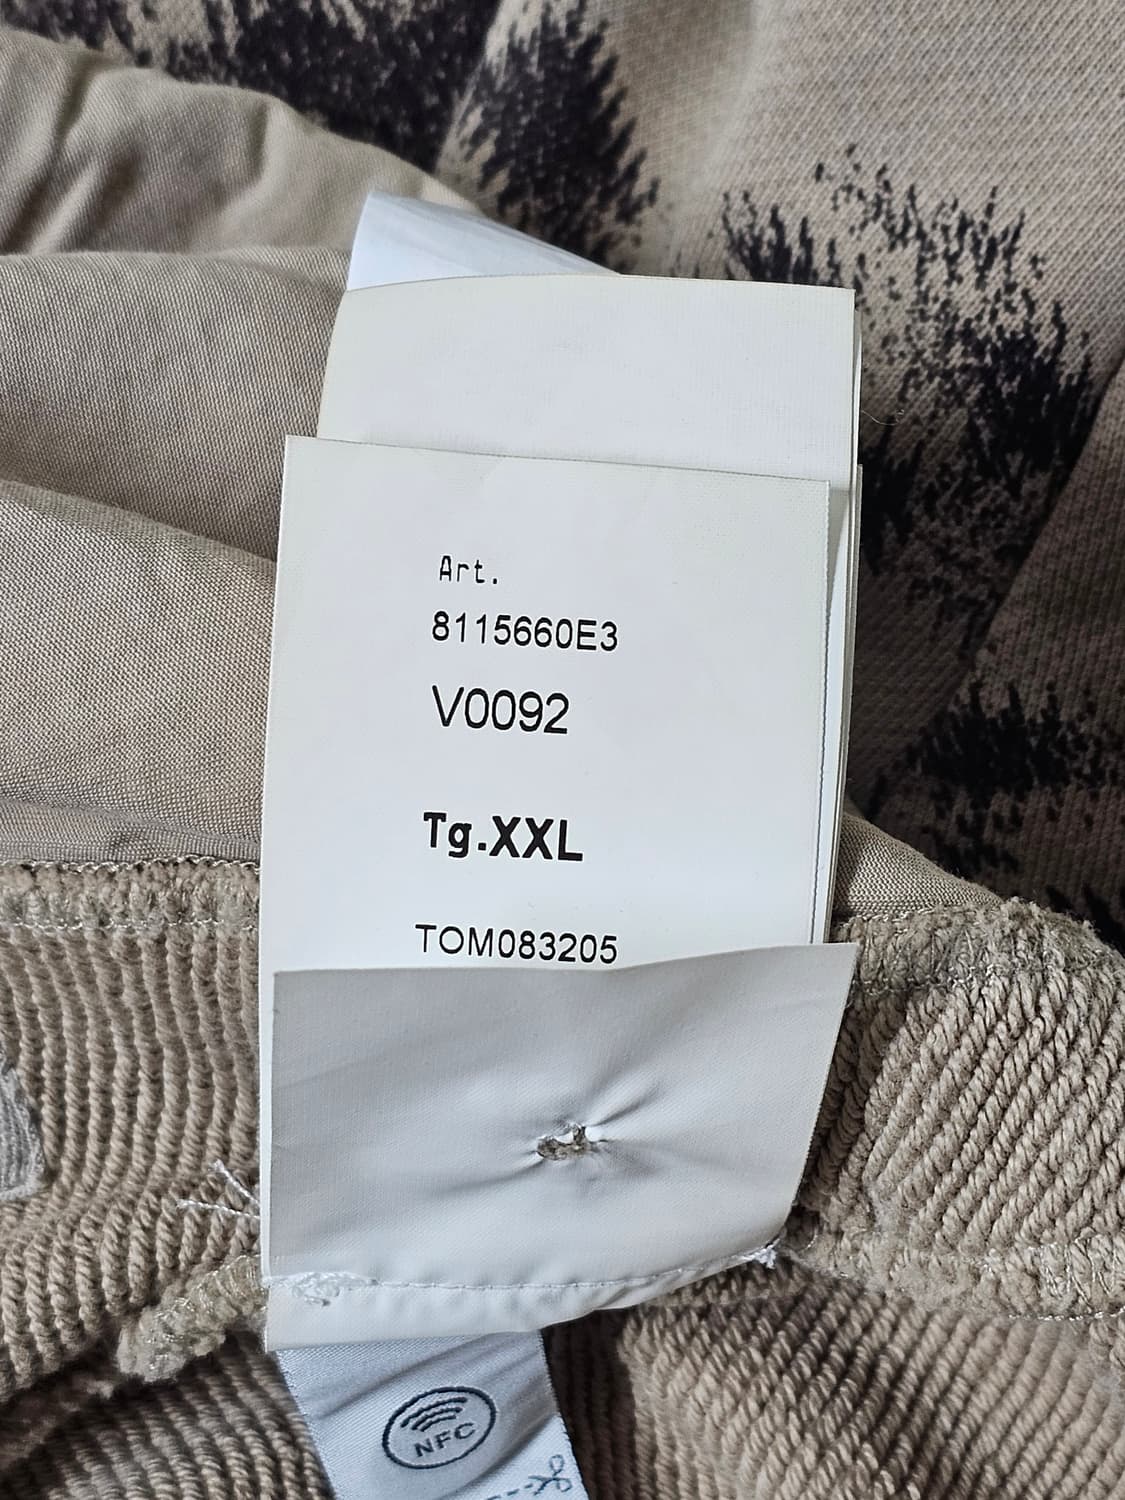 Art.
8115660E3
V0092
Tg.XXL
TOM083205
NFC